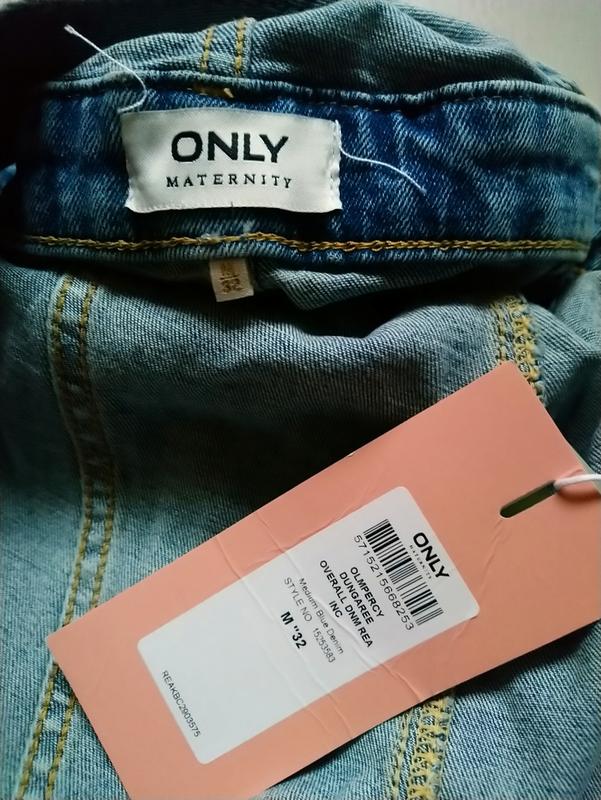 ONLY
MATERNITY
M
32
ONLY
MATERNITY
5715215668253
OLMPERCY
DUNGAREE
OVERALL DNM REA
INC
Medium Blue Denim
STYLE NO. 15253583
M "32
REAKBC2903575